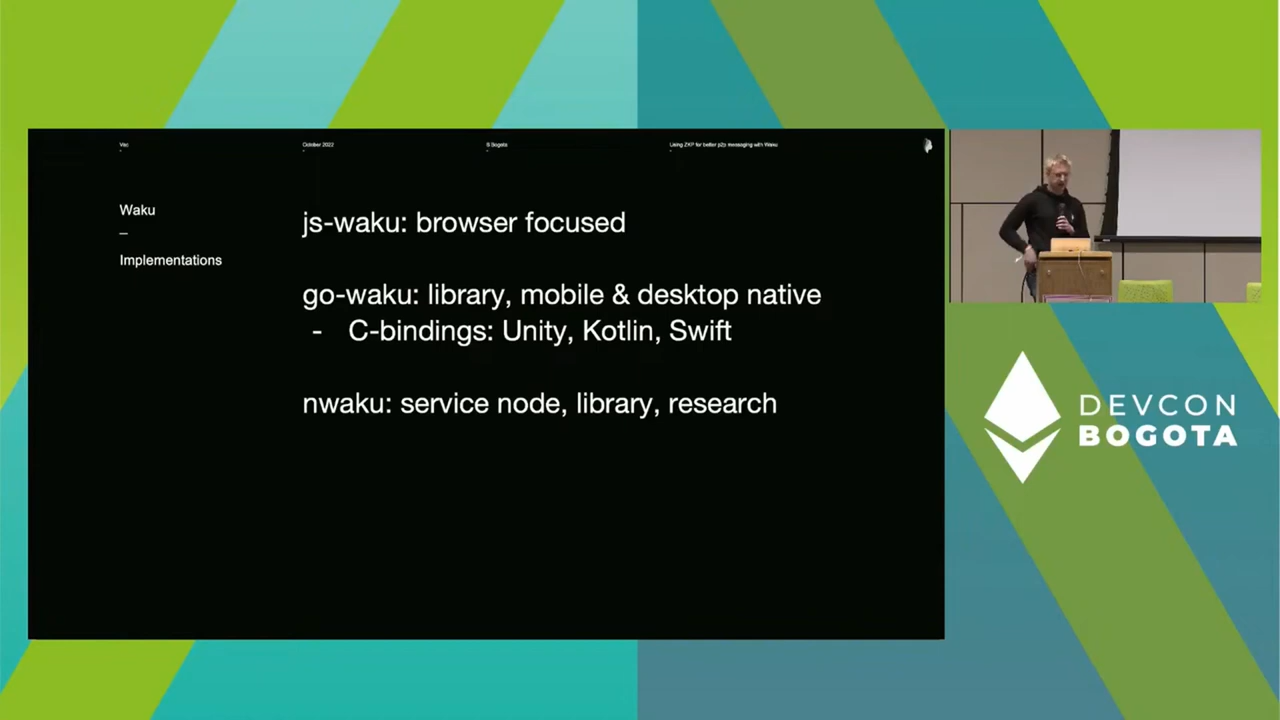 Vac
October 2022
Using ZKP for better p2p messaging with Waku
Waku
–
Implementations
js-waku: browser focused
go-waku: library, mobile & desktop native
- C-bindings: Unity, Kotlin, Swift
nwaku: service node, library, research
DEVCON
BOGOTA